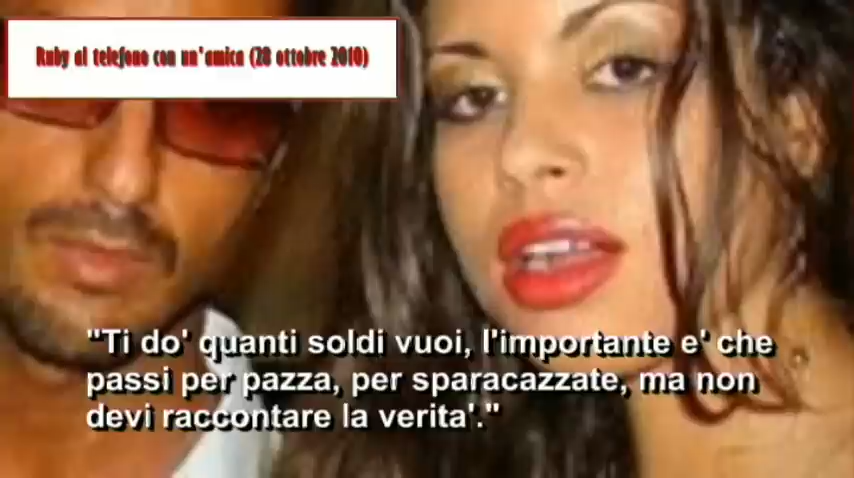 Ruby al telefono con un'amica (28 ottobre 2010)
"Ti do' quanti soldi vuoi, l'importante e' che
passi per pazza, per sparacazzate, ma non
devi raccontare la verita'."